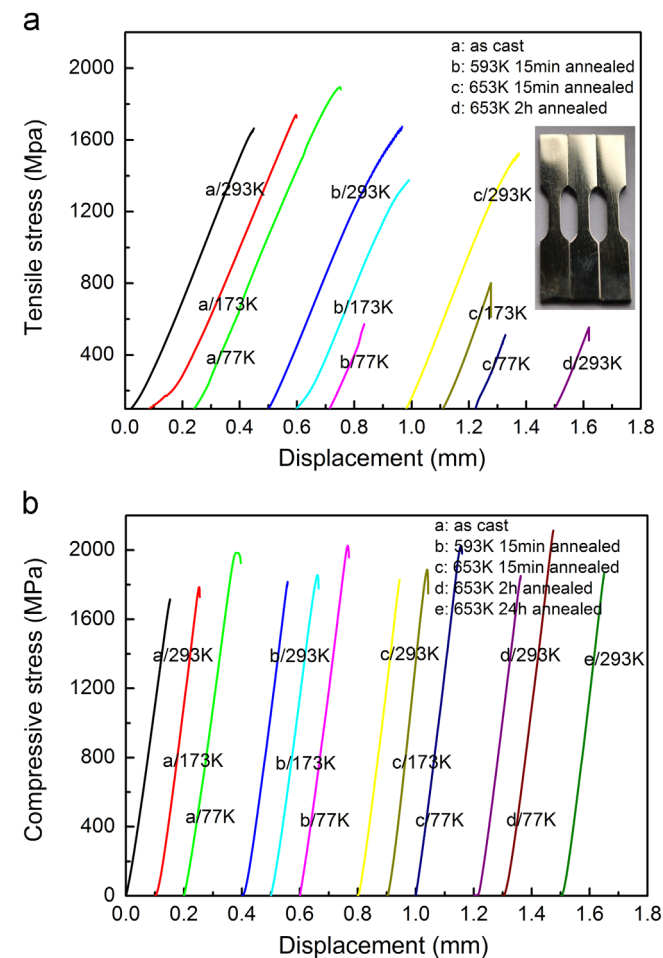 a
a: as cast
b: 593K 15min annealed
c: 653K 15min annealed
d: 653K 2h annealed
2000
1600
1200
800
400
Tensile stress (Mpa)
a/293K
b/293K
c/293K
a/173K
b/173K
c/173K
a/77K
b/77K
c/77K
d/293K
0.0 0.2 0.4 0.6 0.8 1.0 1.2 1.4 1.6 1.8
Displacement (mm)
b
a: as cast
b: 593K 15min annealed
c: 653K 15min annealed
d: 653K 2h annealed
e: 653K 24h annealed
2000
1600
1200
800
400
0
Compressive stress (MPa)
a/293K
b/293K
c/293K
d/293K
e/293K
a/173K
b/173K
c/173K
a/77K
b/77K
c/77K
d/77K
0.0 0.2 0.4 0.6 0.8 1.0 1.2 1.4 1.6 1.8
Displacement (mm)